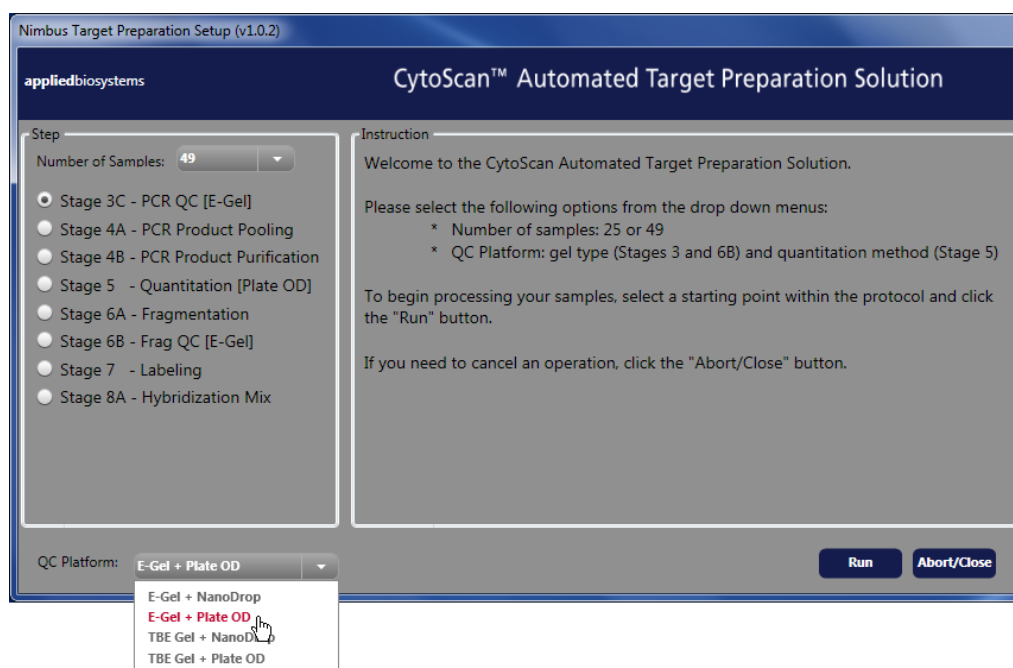 Nimbus Target Preparation Setup (v1.0.2)
appliedbiosystems
CytoScan™ Automated Target Preparation Solution
Step
Number of Samples: 49
Stage 3C - PCR QC [E-Gel]
Stage 4A - PCR Product Pooling
Stage 4B - PCR Product Purification
Stage 5 - Quantitation [Plate OD]
Stage 6A - Fragmentation
Stage 6B - Frag QC [E-Gel]
Stage 7 - Labeling
Stage 8A - Hybridization Mix
Instruction
Welcome to the CytoScan Automated Target Preparation Solution.
Please select the following options from the drop down menus:
* Number of samples: 25 or 49
* QC Platform: gel type (Stages 3 and 6B) and quantitation method (Stage 5)
To begin processing your samples, select a starting point within the protocol and click
the "Run" button.
If you need to cancel an operation, click the "Abort/Close" button.
QC Platform: E-Gel + Plate OD
Run
Abort/Close
E-Gel + NanoDrop
E-Gel + Plate OD
TBE Gel + NanoDrop
TBE Gel + Plate OD